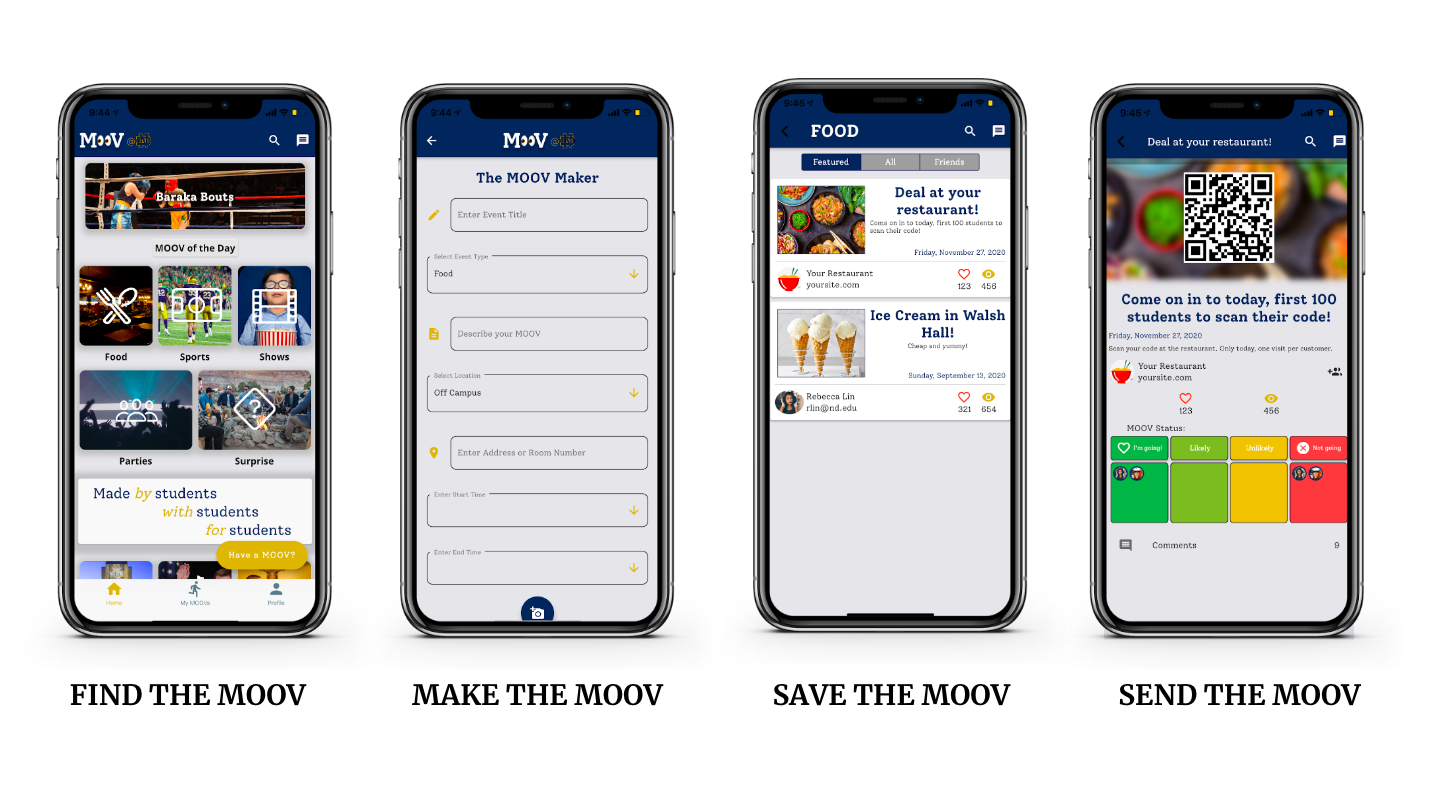 9:44
MooV @ND
Baraka Bouts
MOOV of the Day
Food
Sports
Shows
Parties
Surprise
Made by students
with students
for students
Have a MOOV?
Home
My MOOVs
Profile
FIND THE MOOV
9:44
MooV @ND
The MOOV Maker
Enter Event Title
Select Event Type
Food
Describe your MOOV
Select Location
Off Campus
Enter Address or Room Number
Enter Start Time
Enter End Time
MAKE THE MOOV
9:45
FOOD
Featured
All
Friends
Deal at your
restaurant!
Come on in to today, first 100 students to
scan their code!
Friday, November 27, 2020
Your Restaurant
yoursite.com
123
456
Ice Cream in Walsh
Hall!
Cheap and yummy!
Sunday, September 13, 2020
Rebecca Lin
rlin@nd.edu
321
654
SAVE THE MOOV
9:45
Deal at your restaurant!
Come on in to today, first 100
students to scan their code!
Friday, November 27, 2020
Scan your code at the restaurant. Only today, one visit per customer.
Your Restaurant
yoursite.com
123
456
MOOV Status:
I'm going!
Likely
Unlikely
Not going
Comments
9
SEND THE MOOV